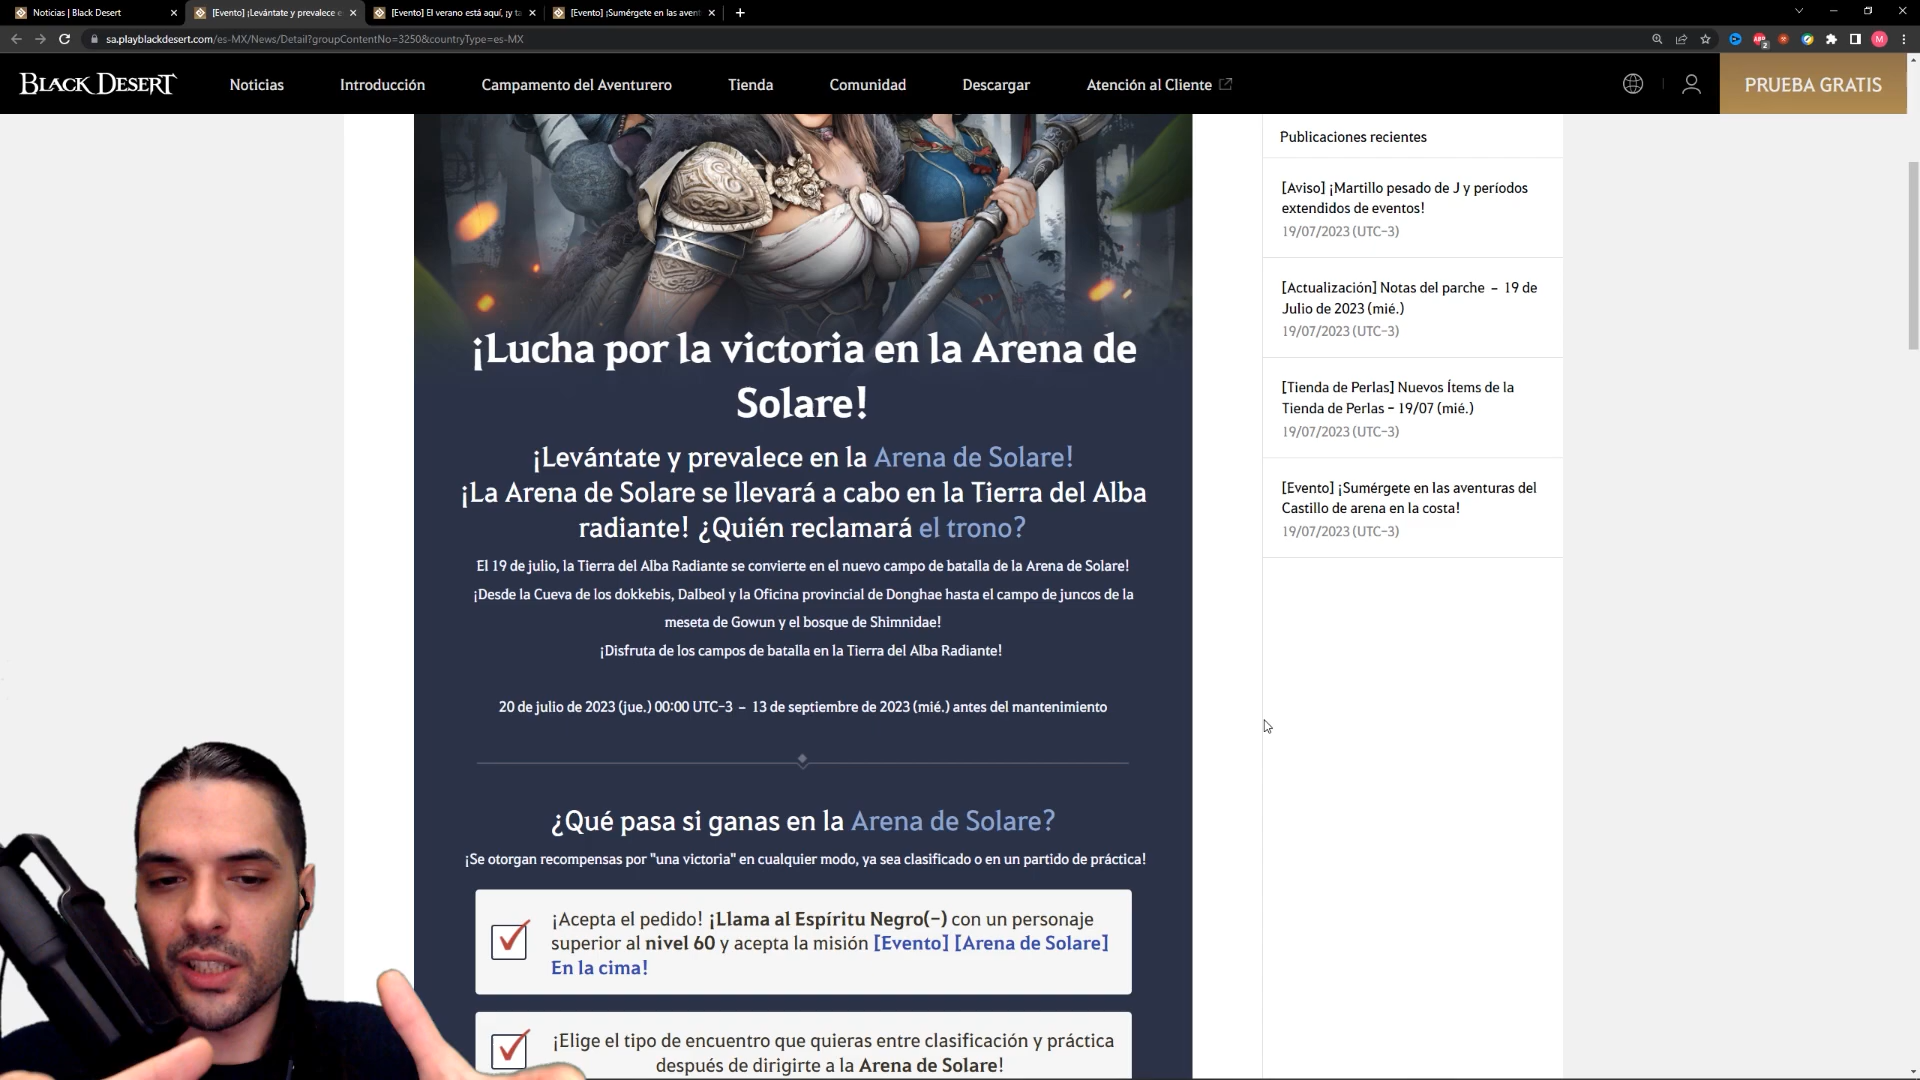 Noticias | Black Desert
[Evento] ¡Levántate y prevalece e
[Evento] El verano está aquí, ¡y ta
[Evento] ¡Sumérgete en las avent
sa.playblackdesert.com/es-MX/News/Detail?groupContentNo=3250&countryType=es-MX
2
M
BLACK DESERT
Noticias
Introducción
Campamento del Aventurero
Tienda
Comunidad
Descargar
Atención al Cliente
PRUEBA GRATIS
¡Lucha por la victoria en la Arena de
Solare!
¡Levántate y prevalece en la Arena de Solare!
¡La Arena de Solare se llevará a cabo en la Tierra del Alba
radiante! ¿Quién reclamará el trono?
El 19 de julio, la Tierra del Alba Radiante se convierte en el nuevo campo de batalla de la Arena de Solare!
¡Desde la Cueva de los dokkebis, Dalbeol y la Oficina provincial de Donghae hasta el campo de juncos de la
meseta de Gowun y el bosque de Shimnidae!
¡Disfruta de los campos de batalla en la Tierra del Alba Radiante!
20 de julio de 2023 (jue.) 00:00 UTC-3 – 13 de septiembre de 2023 (mié.) antes del mantenimiento
¿Qué pasa si ganas en la Arena de Solare?
¡Se otorgan recompensas por "una victoria" en cualquier modo, ya sea clasificado o en un partido de práctica!
¡Acepta el pedido! ¡Llama al Espíritu Negro(-) con un personaje
superior al nivel 60 y acepta la misión [Evento] [Arena de Solare]
En la cima!
¡Elige el tipo de encuentro que quieras entre clasificación y práctica
después de dirigirte a la Arena de Solare!
Publicaciones recientes
[Aviso] ¡Martillo pesado de J y períodos
extendidos de eventos!
19/07/2023 (UTC-3)
[Actualización] Notas del parche – 19 de
Julio de 2023 (mié.)
19/07/2023 (UTC-3)
[Tienda de Perlas] Nuevos Ítems de la
Tienda de Perlas – 19/07 (mié.)
19/07/2023 (UTC-3)
[Evento] ¡Sumérgete en las aventuras del
Castillo de arena en la costa!
19/07/2023 (UTC-3)